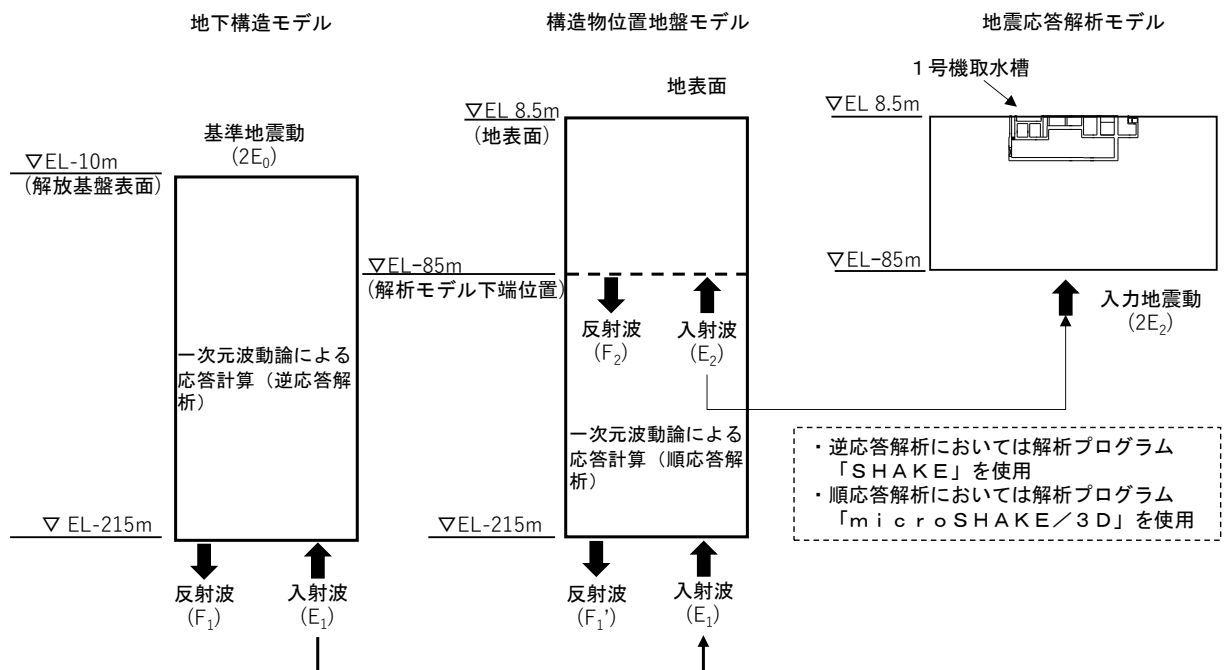 地下構造モデル
基準地震動
(2E₀)
▽EL-10m
(解放基盤表面)
一次元波動論による
応答計算（逆応答解
析）
▽ EL-215m
反射波
(F₁)
入射波
(E₁)
構造物位置地盤モデル
地表面
▽EL 8.5m
(地表面)
▽EL-85m
(解析モデル下端位置)
反射波
(F₂)
入射波
(E₂)
一次元波動論による
応答計算（順応答解
析）
▽EL-215m
反射波
(F₁')
入射波
(E₁)
地震応答解析モデル
１号機取水槽
▽EL 8.5m
▽EL-85m
入力地震動
(2E₂)
・逆応答解析においては解析プログラム
「ＳＨＡＫＥ」を使用
・順応答解析においては解析プログラム
「ｍｉｃｒｏＳＨＡＫＥ／３Ｄ」を使用